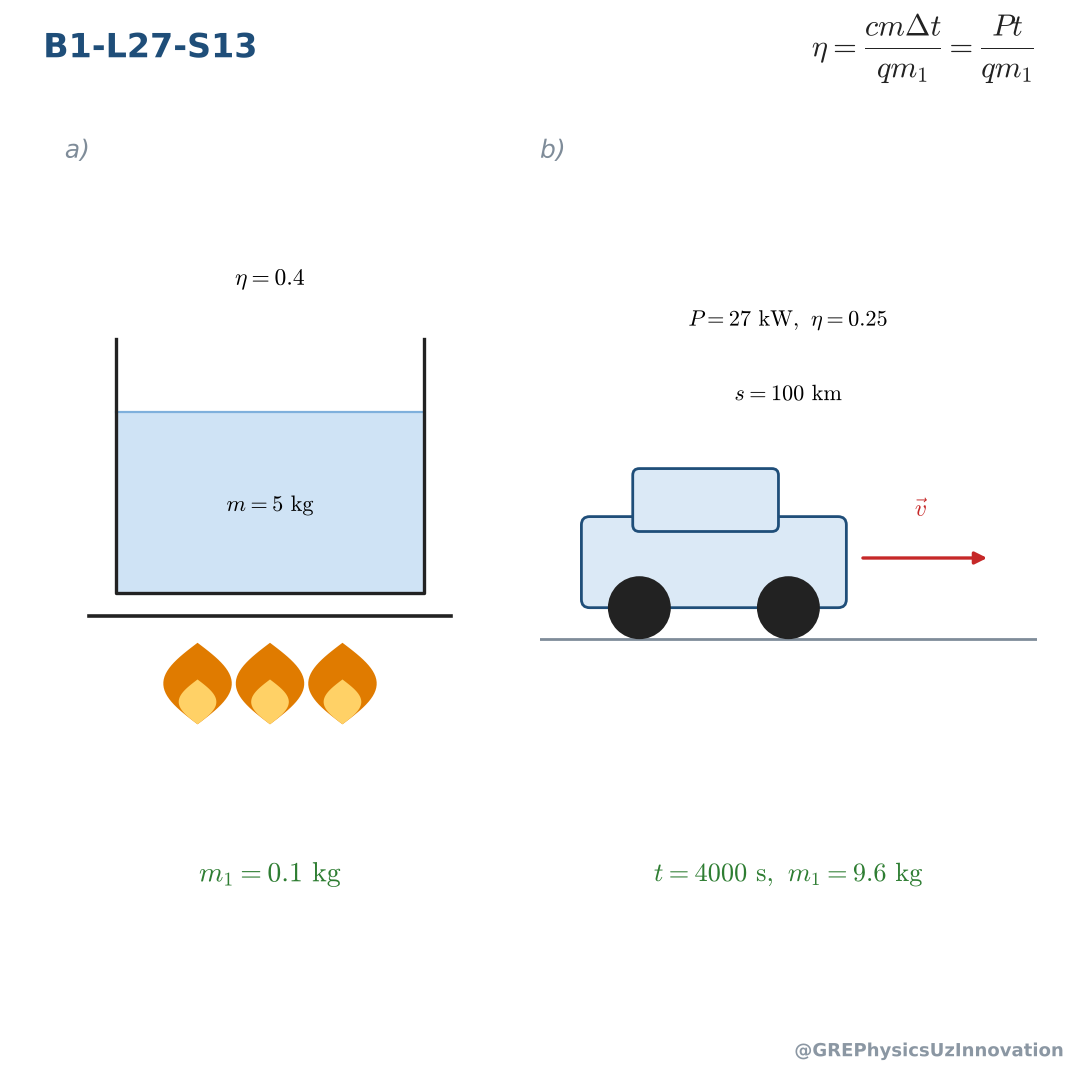 B1-L27-S13
η = cmΔt / qm₁ = Pt / qm₁
a)
b)
η = 0.4
P = 27 kW, η = 0.25
s = 100 km
m = 5 kg
v⃗
m₁ = 0.1 kg
t = 4000 s, m₁ = 9.6 kg
@GREPhysicsUzInnovation